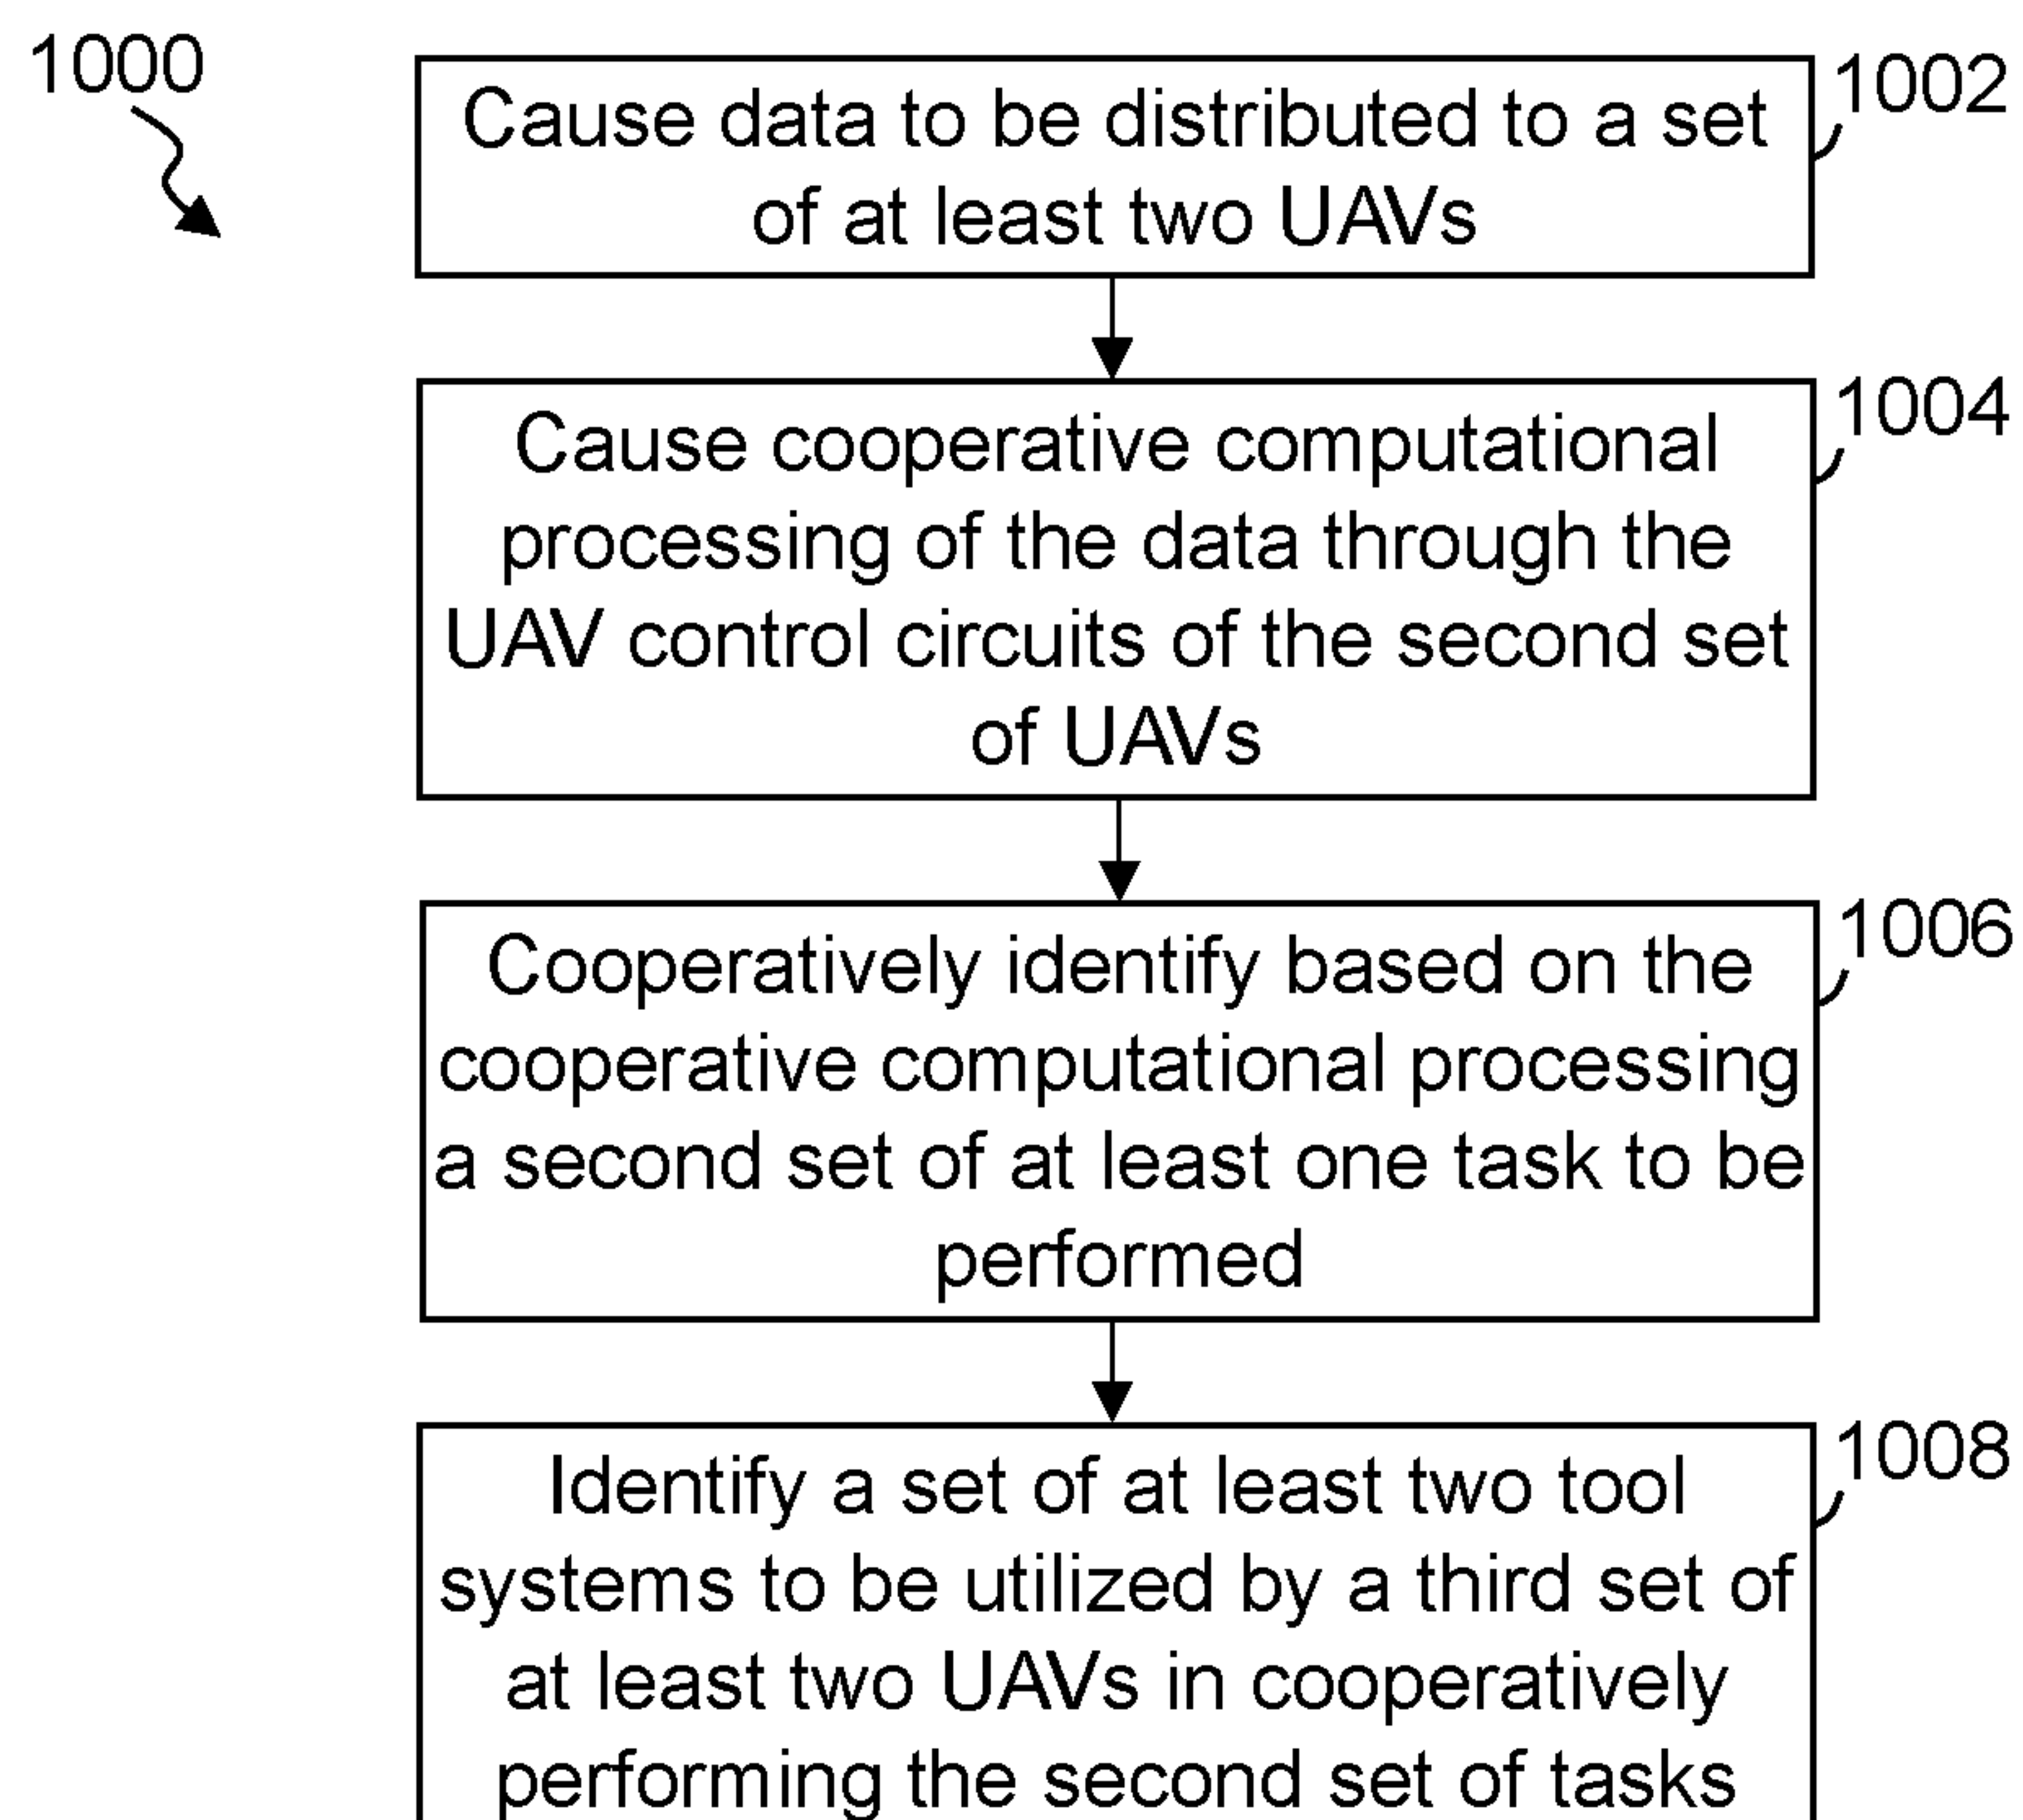 1000
1002
Cause data to be distributed to a set
of at least two UAVs
1004
Cause cooperative computational
processing of the data through the
UAV control circuits of the second set
of UAVs
1006
Cooperatively identify based on the
cooperative computational processing
a second set of at least one task to be
performed
1008
Identify a set of at least two tool
systems to be utilized by a third set of
at least two UAVs in cooperatively
performing the second set of tasks